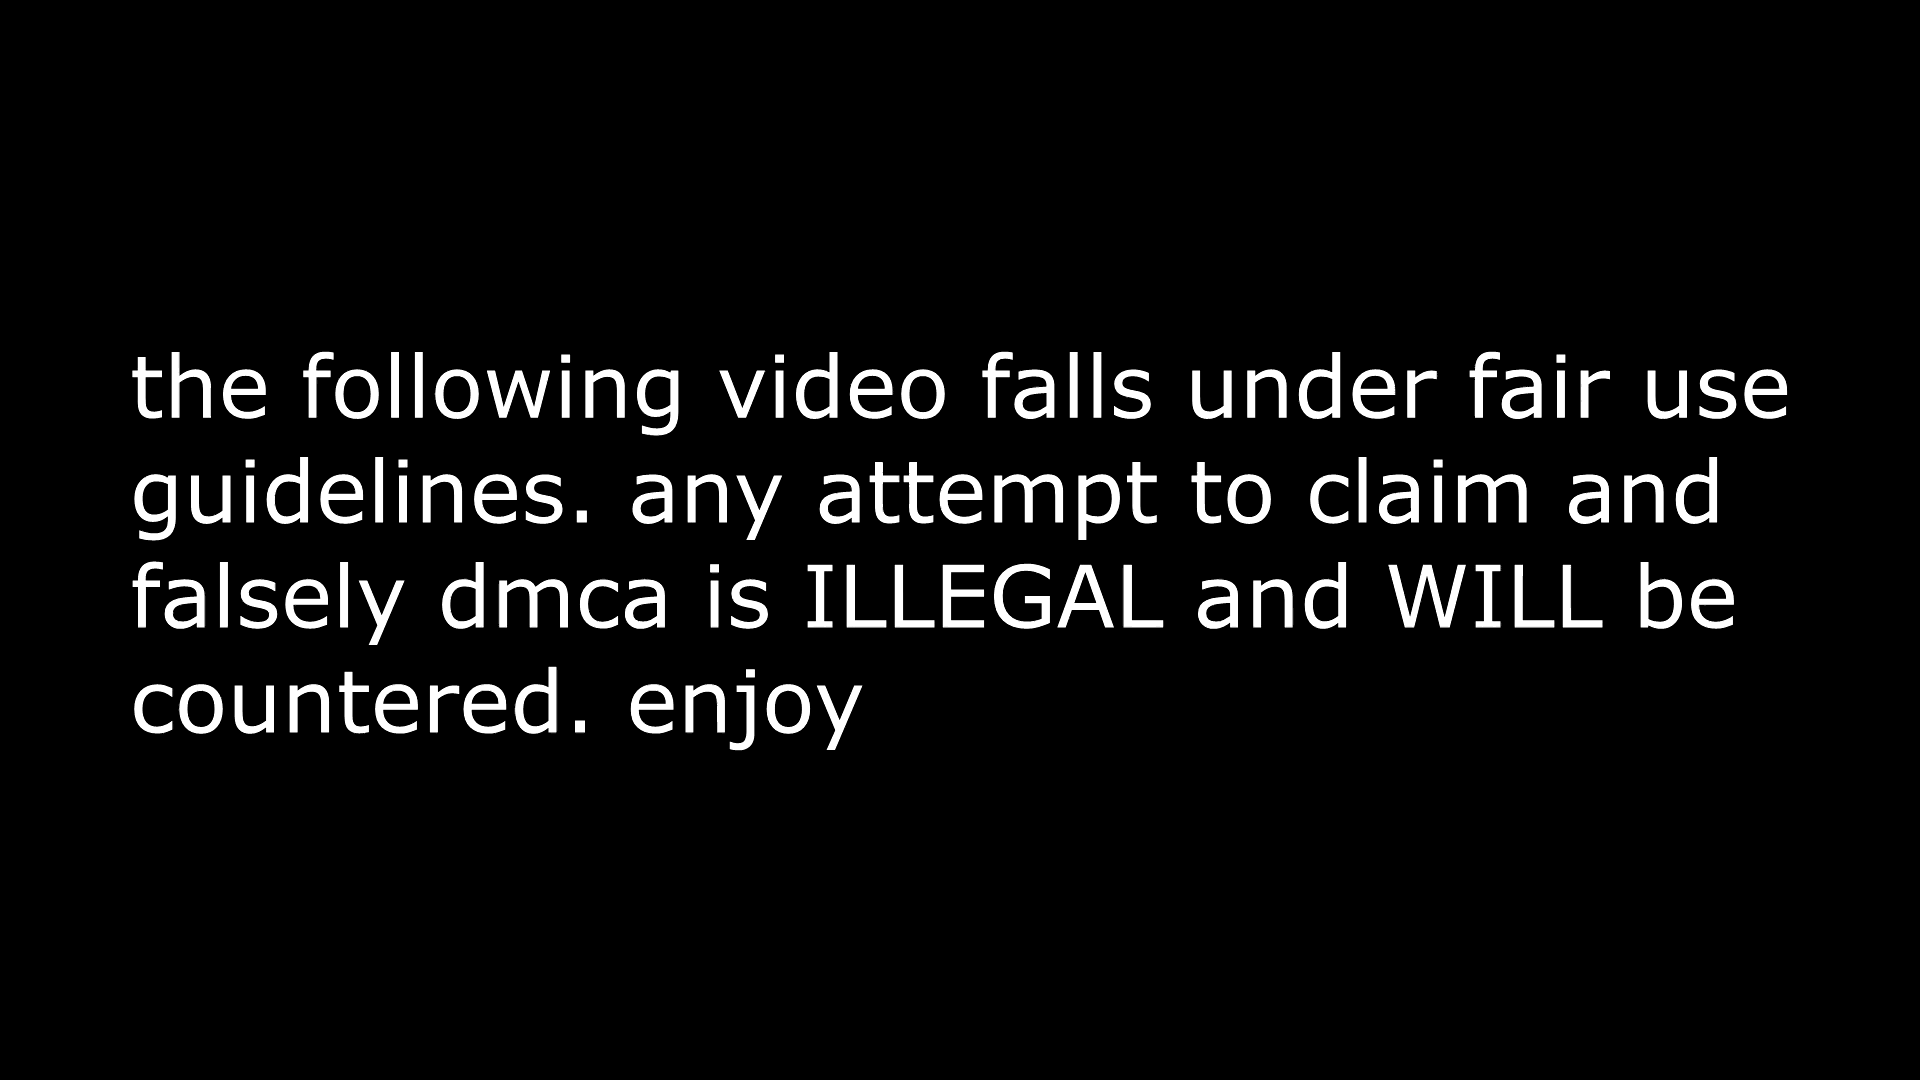 the following video falls under fair use
guidelines. any attempt to claim and
falsely dmca is ILLEGAL and WILL be
countered. enjoy